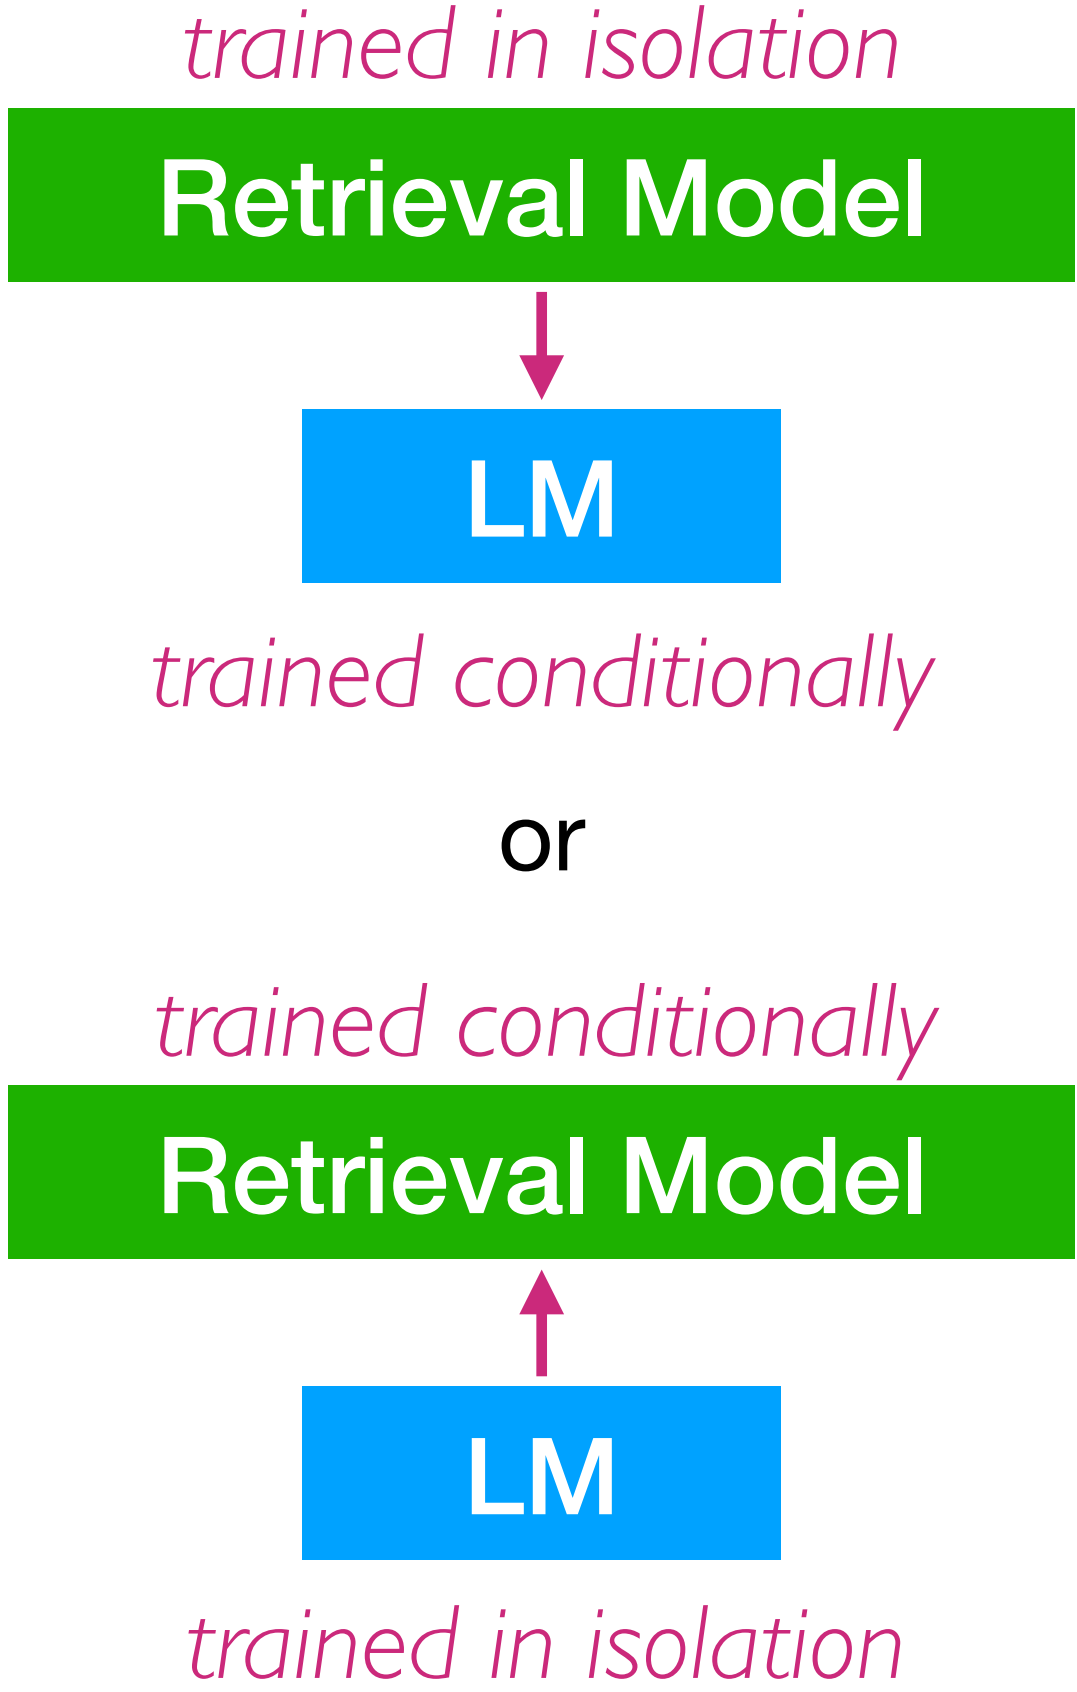 trained in isolation
Retrieval Model
LM
trained conditionally
or
trained conditionally
Retrieval Model
LM
trained in isolation